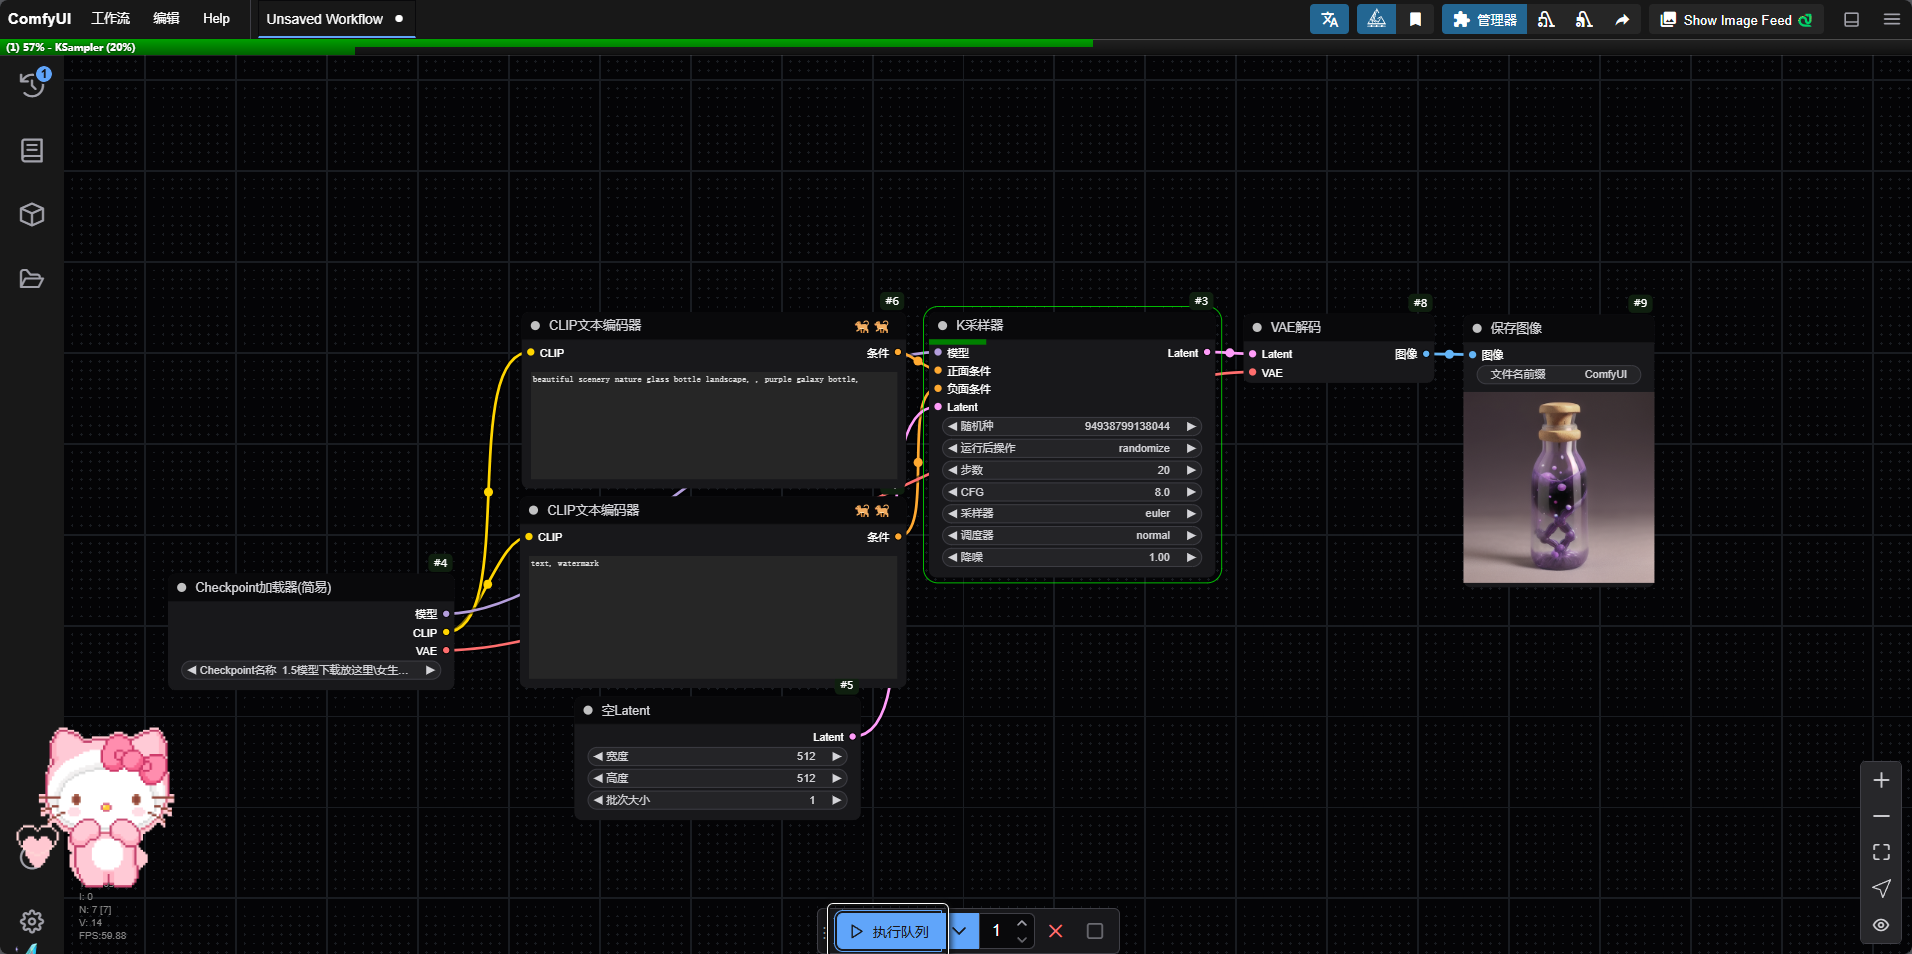 ComfyUI 工作流 编辑 Help Unsaved Workflow 管理器 Show Image Feed
(1) 57% - KSampler (20%)
1
#6
CLIP文本编码器
CLIP 条件
beautiful scenery nature glass bottle landscape, , purple galaxy bottle,
CLIP文本编码器
CLIP 条件
text, watermark
#4
Checkpoint加载器(简易)
模型
CLIP
VAE
Checkpoint名称 1.5模型下载放这里\女生...
#5
空Latent
Latent
宽度 512
高度 512
批次大小 1
#3
K采样器
模型 Latent
正面条件
负面条件
Latent
随机种 94938799138044
运行后操作 randomize
步数 20
CFG 8.0
采样器 euler
调度器 normal
降噪 1.00
#8
VAE解码
Latent 图像
VAE
#9
保存图像
图像
文件名前缀 ComfyUI
I: 0
N: 7 [7]
V: 14
FPS:59.88
执行队列 1